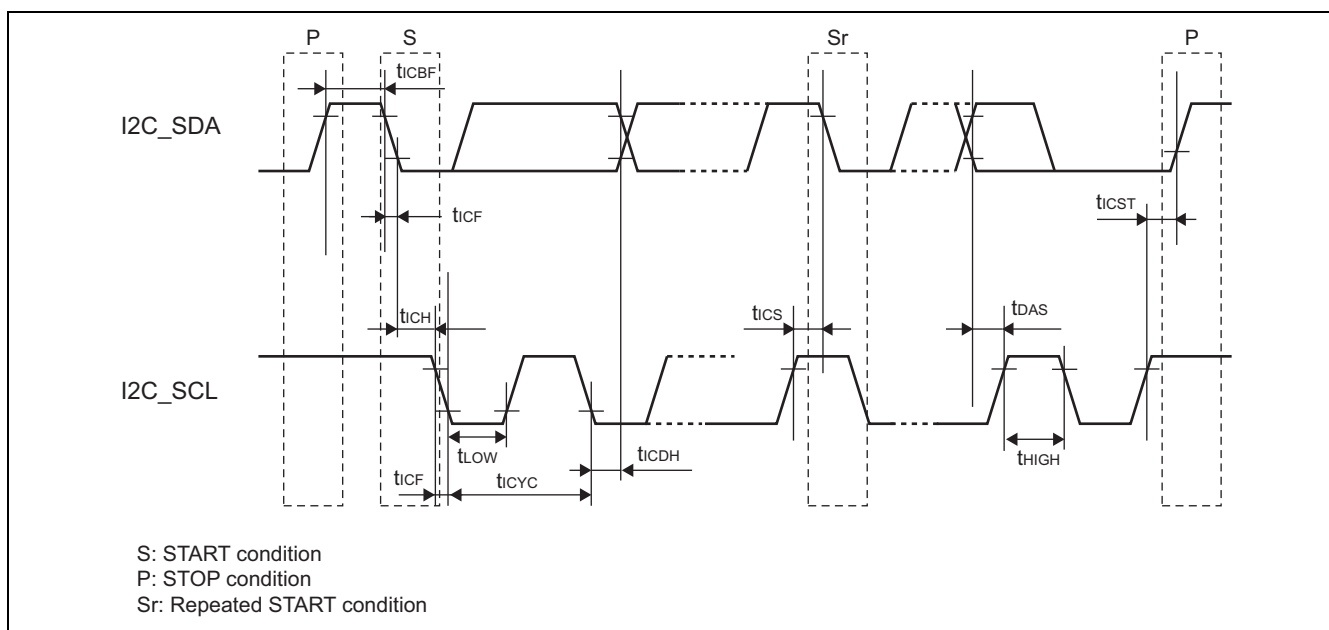 P
S
Sr
P
tICBF
I2C_SDA
tICF
tICST
tICH
tICS
tDAS
I2C_SCL
tLOW
tHIGH
tICF
tICYC
tICDH
S: START condition
P: STOP condition
Sr: Repeated START condition